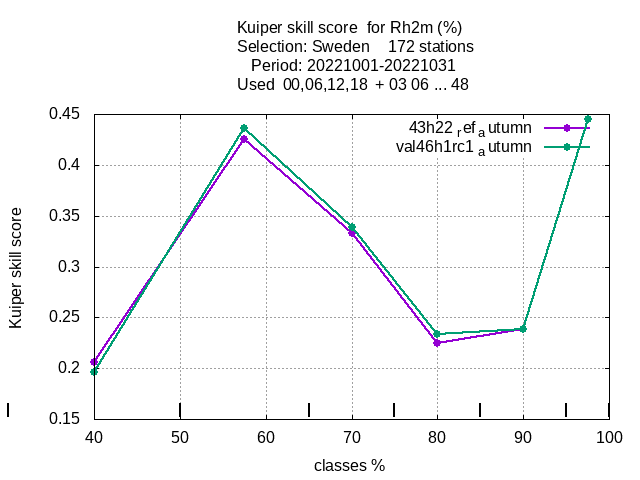 Kuiper skill score for Rh2m (%)
Selection: Sweden 172 stations
Period: 20221001-20221031
Used 00,06,12,18 + 03 06 ... 48
43h22 ref a utumn
val46h1rc1 a utumn
0.45
0.4
0.35
0.3
0.25
0.2
0.15
Kuiper skill score
40 50 60 70 80 90 100
classes %